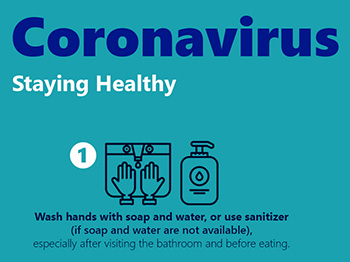 Coronavirus
Staying Healthy
1
Wash hands with soap and water, or use sanitizer
(if soap and water are not available),
especially after visiting the bathroom and before eating.